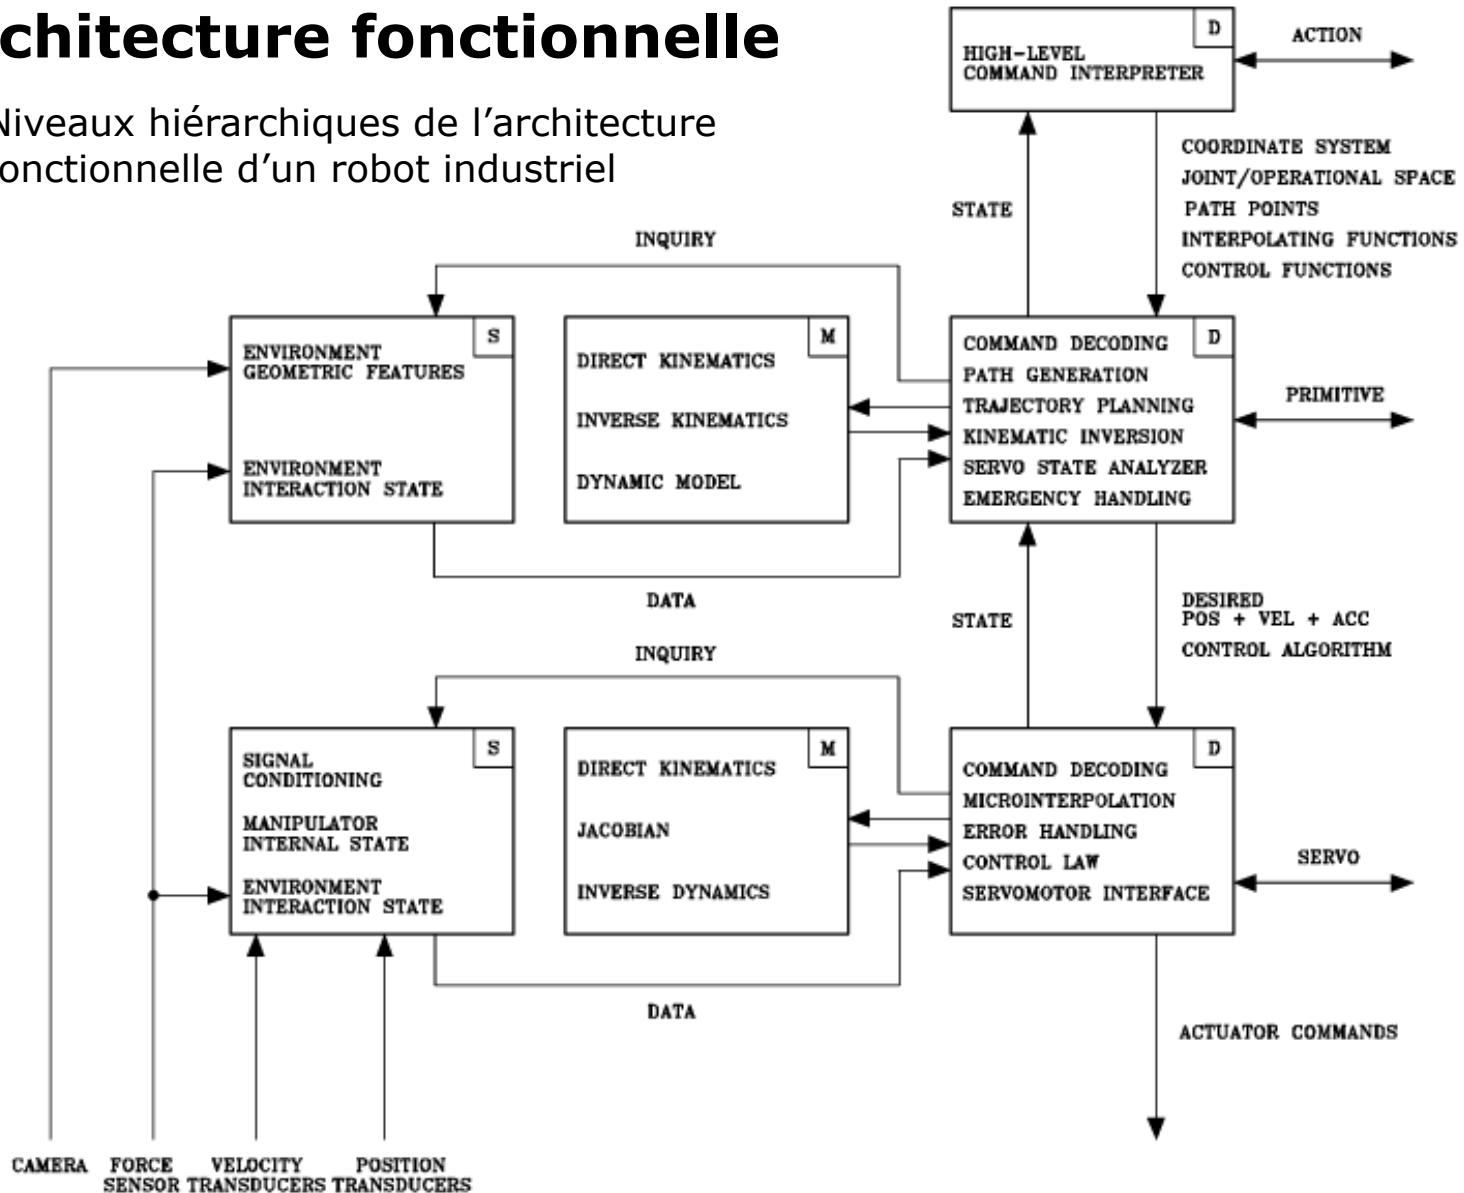 chitecture fonctionnelle
Niveaux hiérarchiques de l'architecture
onctionnelle d'un robot industriel
D
HIGH-LEVEL
COMMAND INTERPRETER
ACTION
STATE
COORDINATE SYSTEM
JOINT/OPERATIONAL SPACE
PATH POINTS
INTERPOLATING FUNCTIONS
CONTROL FUNCTIONS
INQUIRY
S
ENVIRONMENT
GEOMETRIC FEATURES
ENVIRONMENT
INTERACTION STATE
M
DIRECT KINEMATICS
INVERSE KINEMATICS
DYNAMIC MODEL
D
COMMAND DECODING
PATH GENERATION
TRAJECTORY PLANNING
KINEMATIC INVERSION
SERVO STATE ANALYZER
EMERGENCY HANDLING
PRIMITIVE
DATA
STATE
DESIRED
POS + VEL + ACC
CONTROL ALGORITHM
INQUIRY
S
SIGNAL
CONDITIONING
MANIPULATOR
INTERNAL STATE
ENVIRONMENT
INTERACTION STATE
M
DIRECT KINEMATICS
JACOBIAN
INVERSE DYNAMICS
D
COMMAND DECODING
MICROINTERPOLATION
ERROR HANDLING
CONTROL LAW
SERVOMOTOR INTERFACE
SERVO
DATA
ACTUATOR COMMANDS
CAMERA
FORCE
SENSOR
VELOCITY
TRANSDUCERS
POSITION
TRANSDUCERS